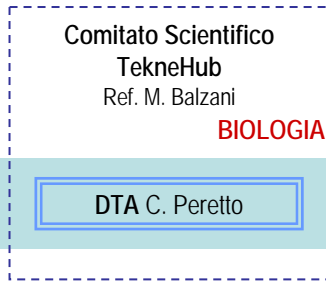 Comitato Scientifico
TekneHub
Ref. M. Balzani
BIOLOGIA
DTA C. Peretto